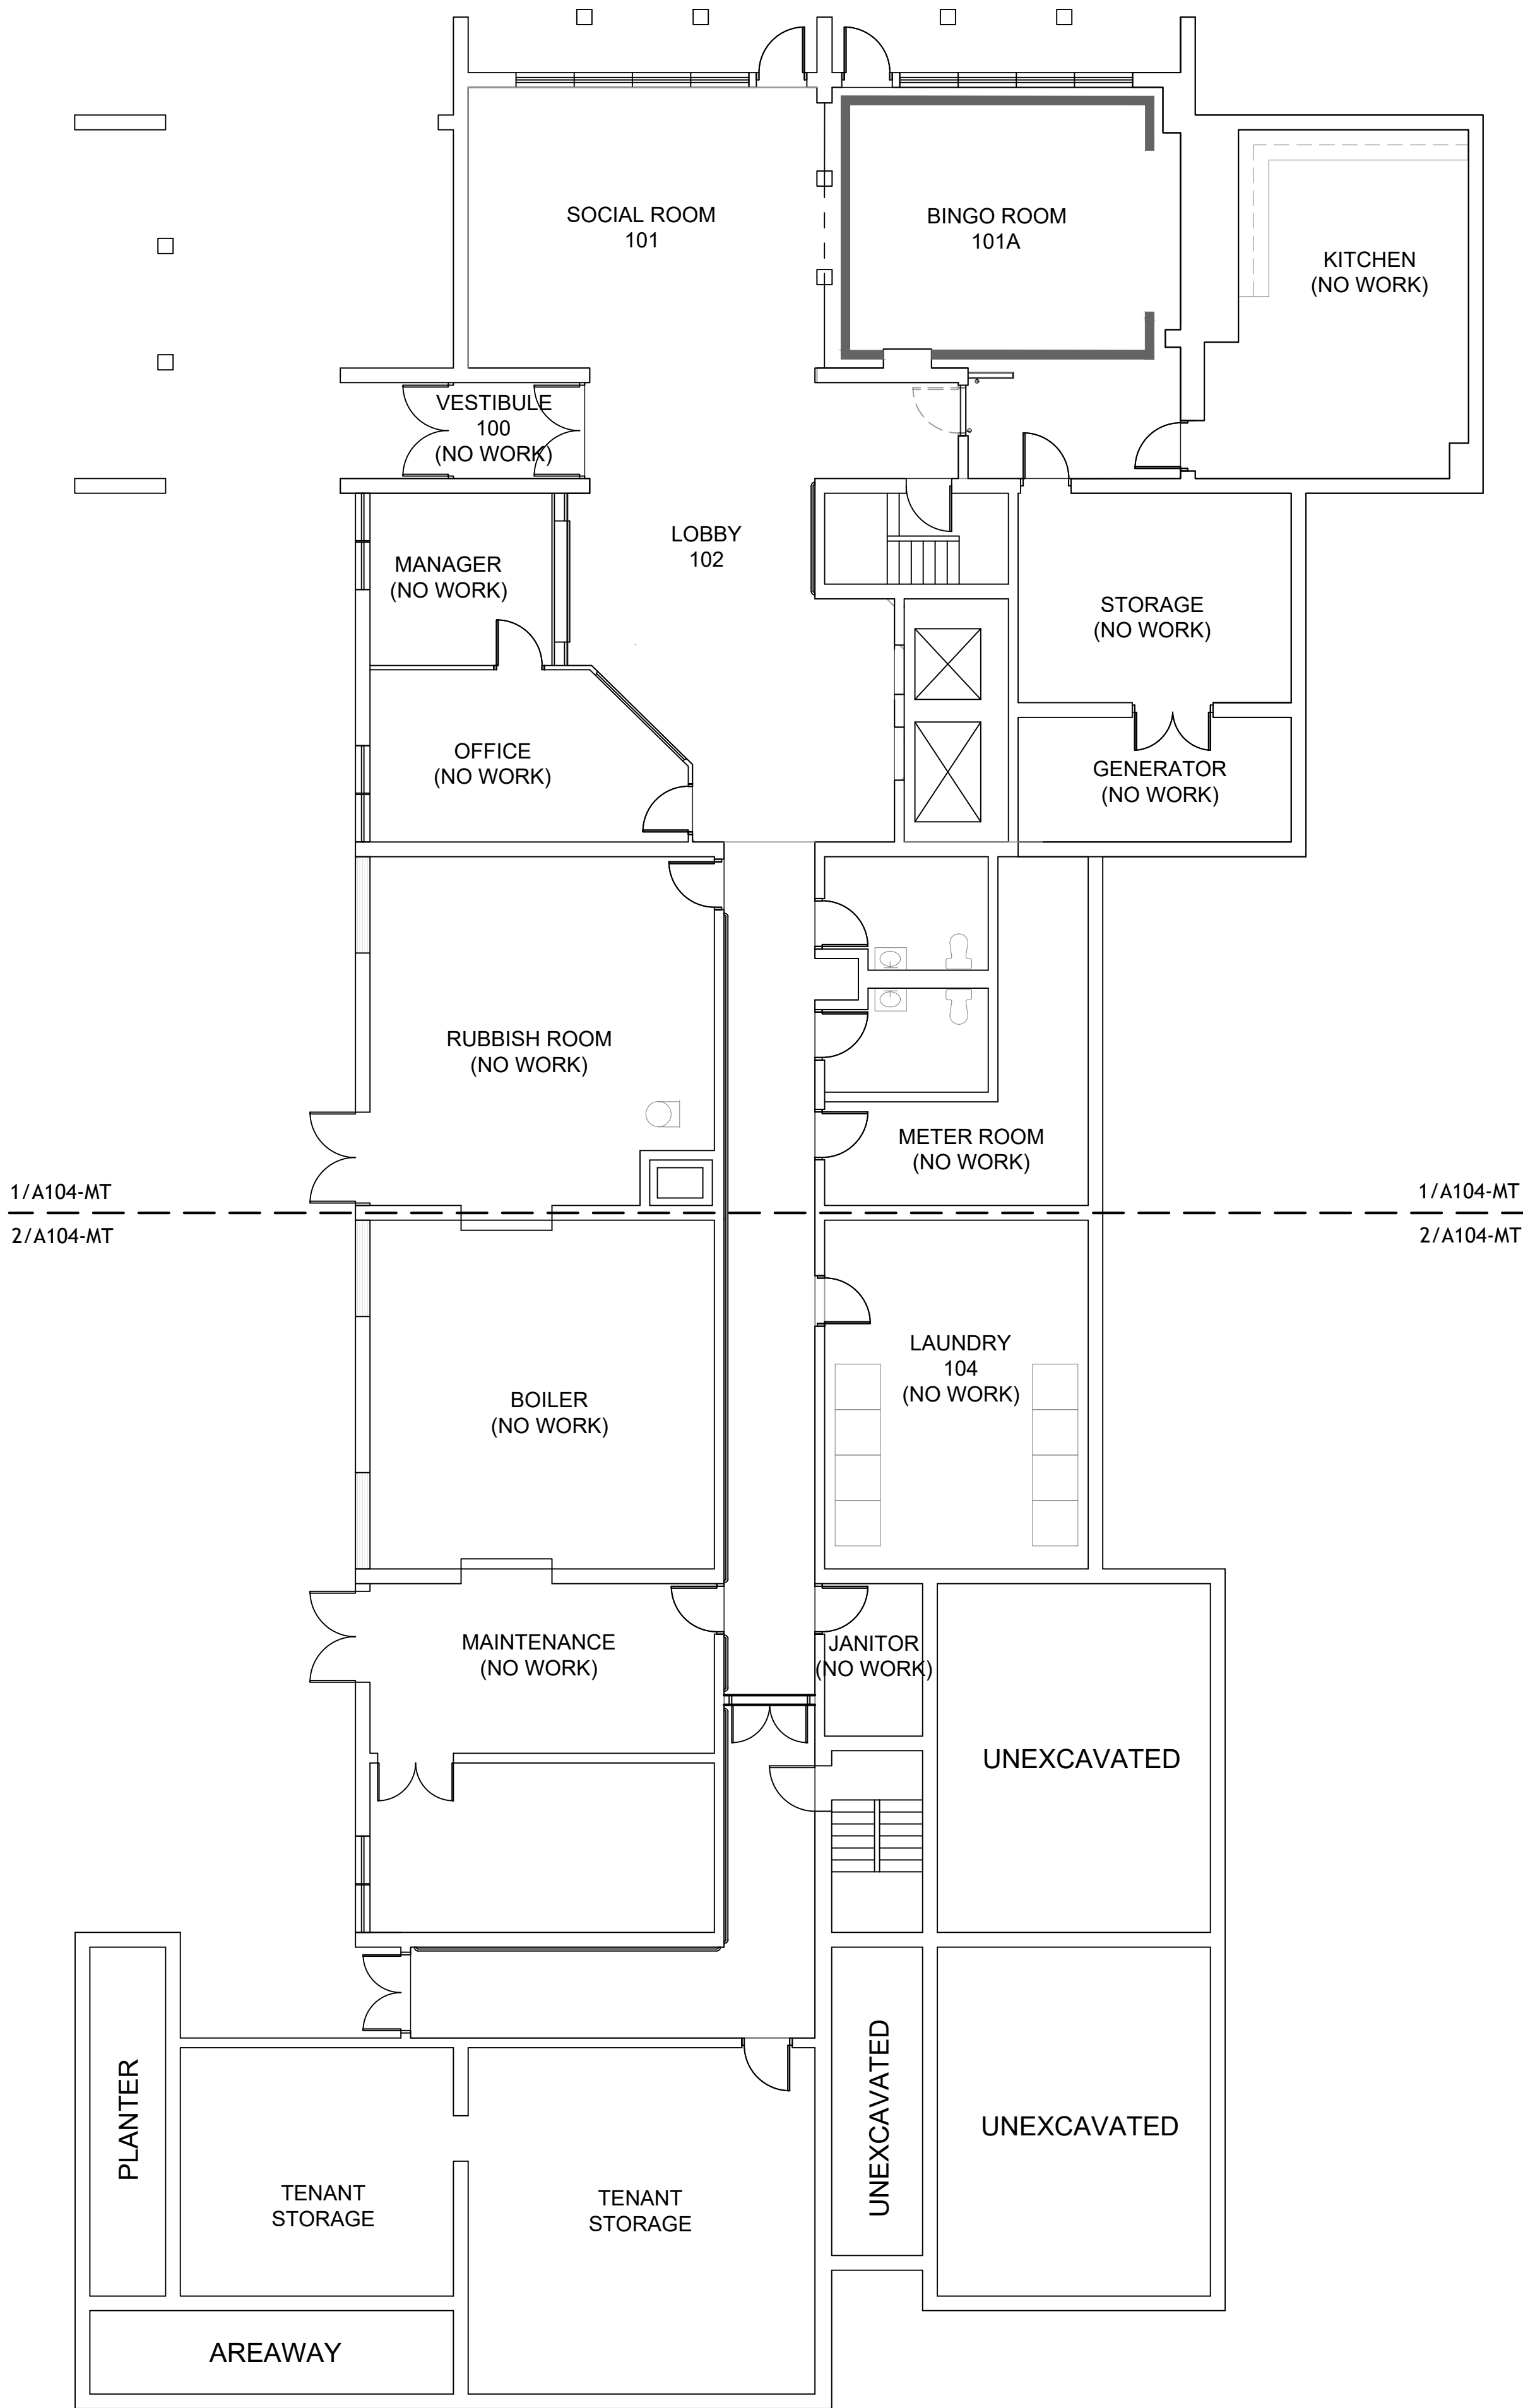 SOCIAL ROOM
101
BINGO ROOM
101A
KITCHEN
(NO WORK)
VESTIBULE
100
(NO WORK)
LOBBY
102
MANAGER
(NO WORK)
STORAGE
(NO WORK)
OFFICE
(NO WORK)
GENERATOR
(NO WORK)
RUBBISH ROOM
(NO WORK)
METER ROOM
(NO WORK)
1/A104-MT
1/A104-MT
2/A104-MT
2/A104-MT
LAUNDRY
104
(NO WORK)
BOILER
(NO WORK)
MAINTENANCE
(NO WORK)
JANITOR
(NO WORK)
UNEXCAVATED
PLANTER
UNEXCAVATED
UNEXCAVATED
TENANT
STORAGE
TENANT
STORAGE
AREAWAY